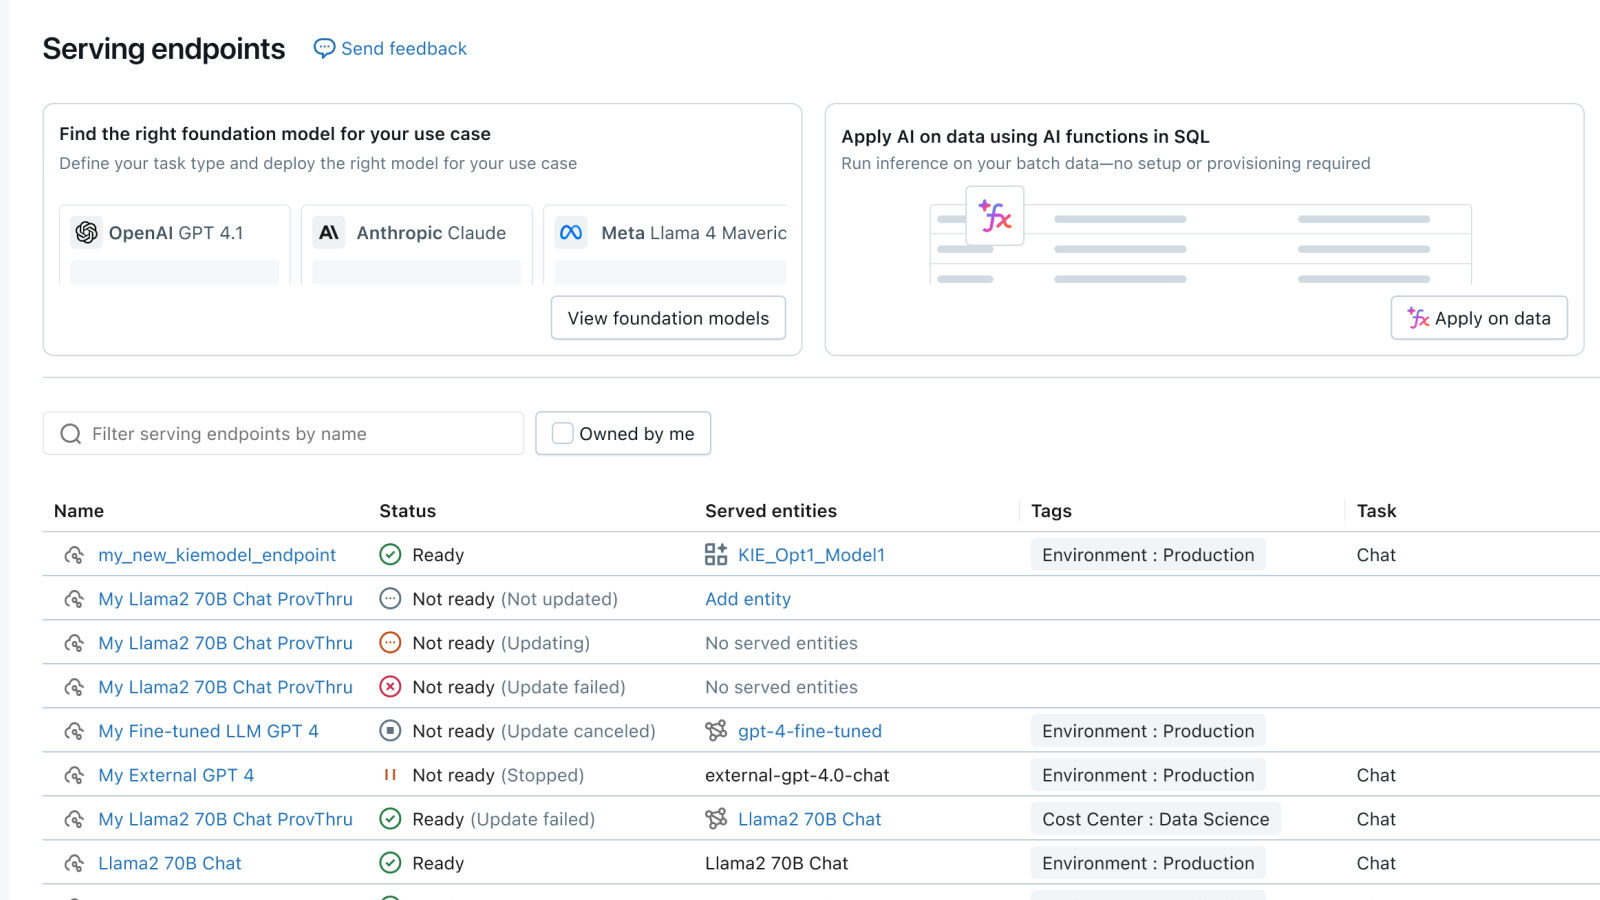 Serving endpoints Send feedback
Find the right foundation model for your use case
Define your task type and deploy the right model for your use case
OpenAI GPT 4.1 Anthropic Claude Meta Llama 4 Maveric
View foundation models
Apply AI on data using AI functions in SQL
Run inference on your batch data—no setup or provisioning required
fx
fx Apply on data
Filter serving endpoints by name Owned by me
Name Status Served entities Tags Task
my_new_kiemodel_endpoint Ready KIE_Opt1_Model1 Environment : Production Chat
My Llama2 70B Chat ProvThru Not ready (Not updated) Add entity
My Llama2 70B Chat ProvThru Not ready (Updating) No served entities
My Llama2 70B Chat ProvThru Not ready (Update failed) No served entities
My Fine-tuned LLM GPT 4 Not ready (Update canceled) gpt-4-fine-tuned Environment : Production
My External GPT 4 Not ready (Stopped) external-gpt-4.0-chat Environment : Production Chat
My Llama2 70B Chat ProvThru Ready (Update failed) Llama2 70B Chat Cost Center : Data Science Chat
Llama2 70B Chat Ready Llama2 70B Chat Environment : Production Chat